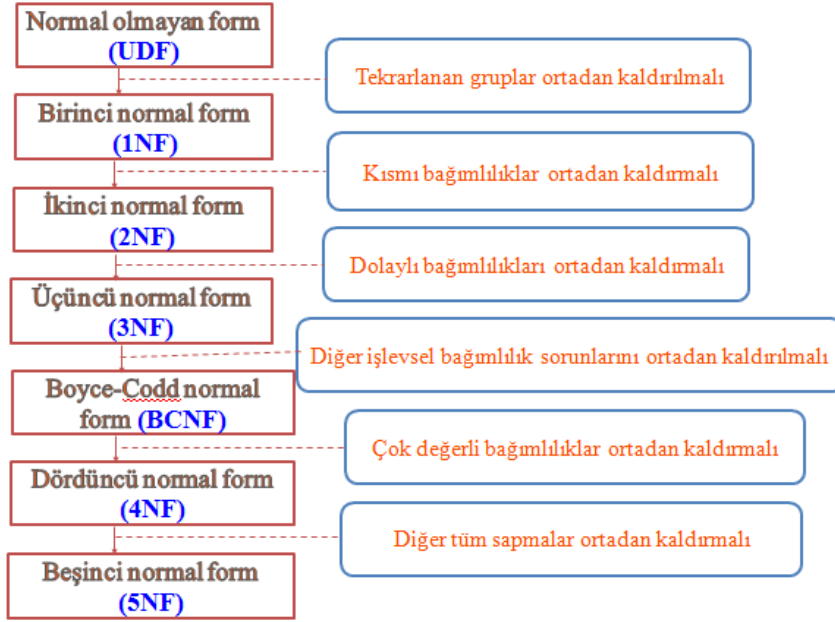 Normal olmayan form
(UDF)
Tekrarlanan gruplar ortadan kaldırılmalı
Birinci normal form
(1NF)
Kısmı bağımlıklar ortadan kaldırmalı
İkinci normal form
(2NF)
Dolaylı bağımlılıkları ortadan kaldırmalı
Üçüncü normal form
(3NF)
Diğer işlevsel bağımlılık sorunlarını ortadan kaldırılmalı
Boyce-Codd normal
form (BCNF)
Çok değerli bağımlılıklar ortadan kaldırmalı
Dördüncü normal form
(4NF)
Diğer tüm sapmalar ortadan kaldırmalı
Beşinci normal form
(5NF)